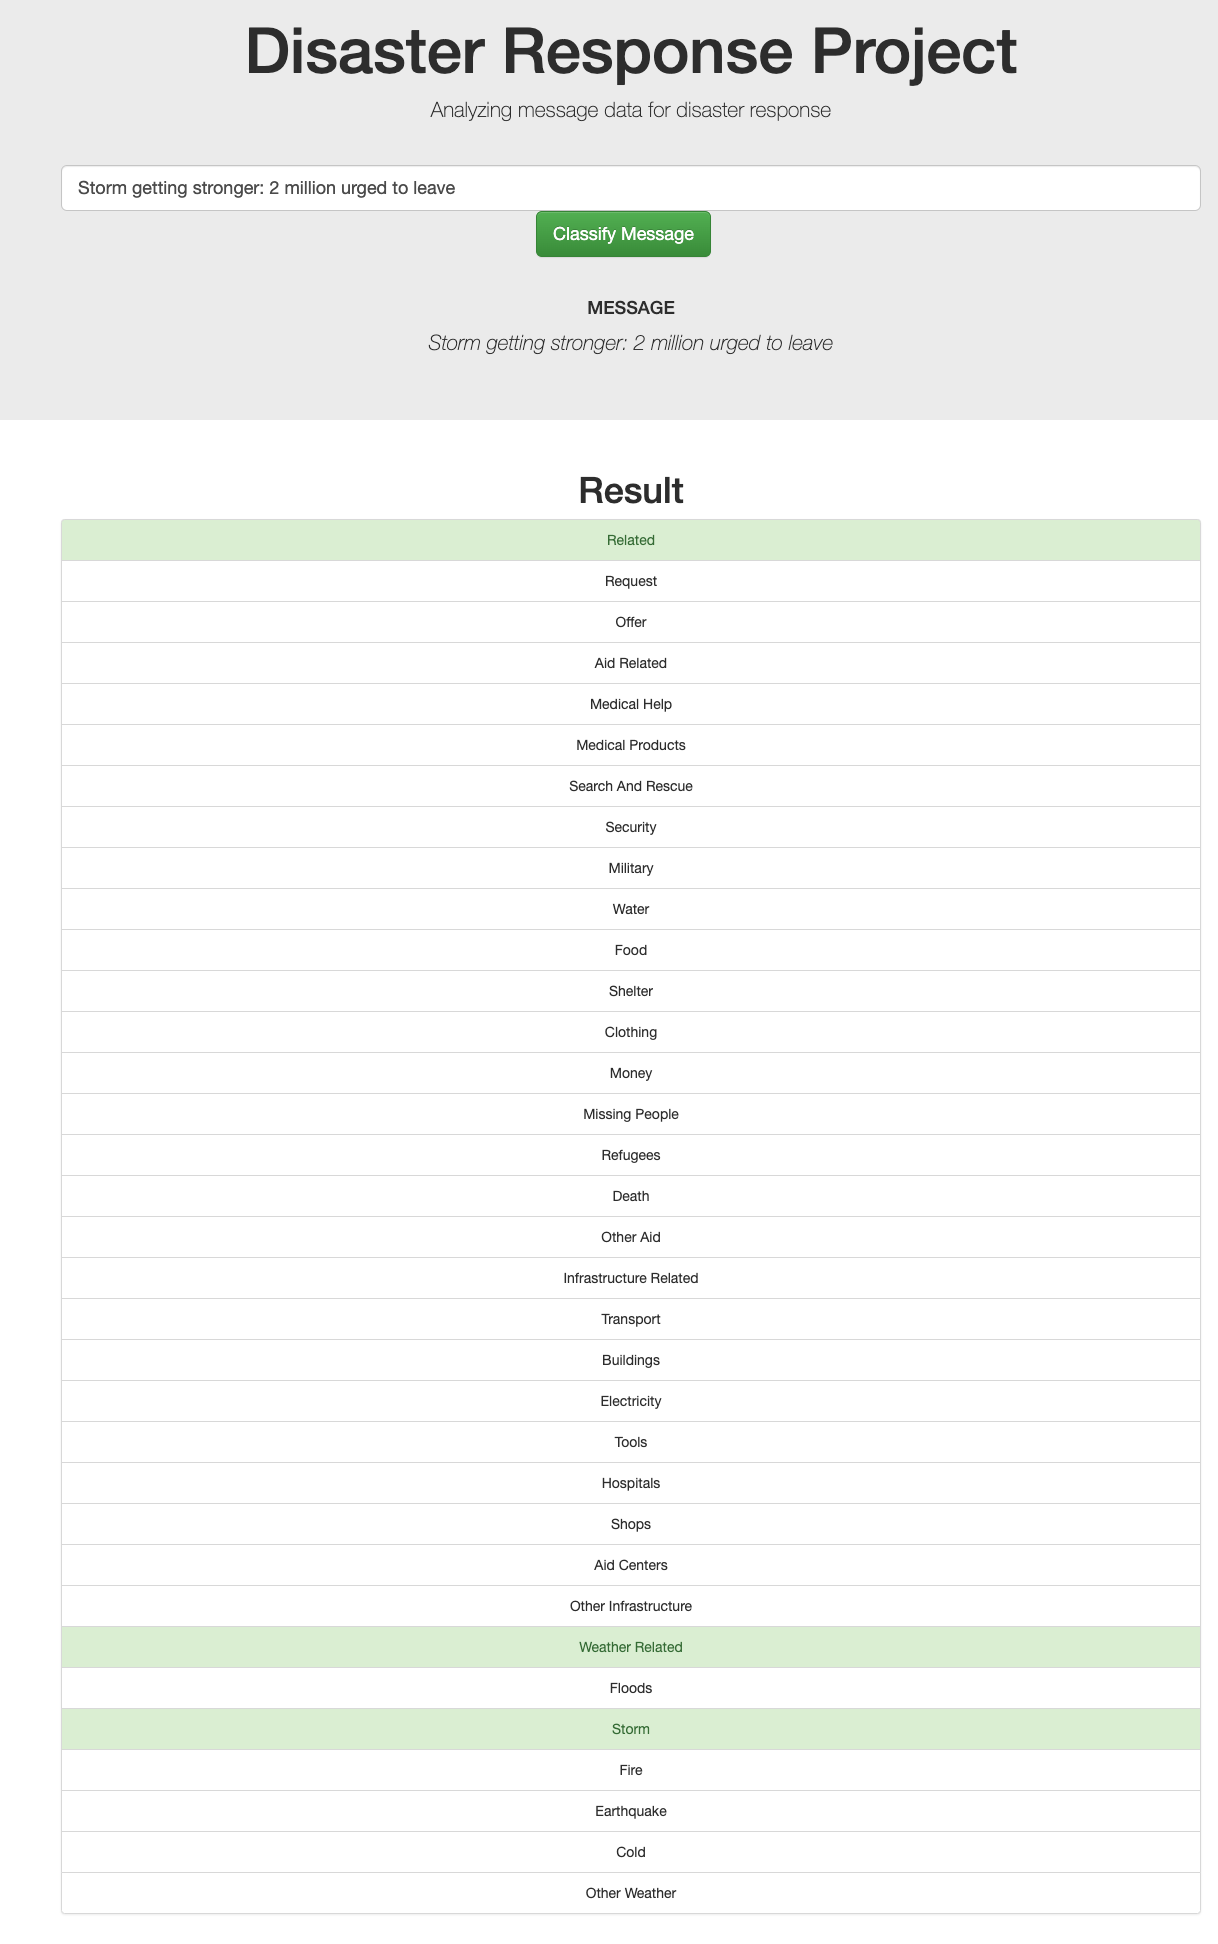 Disaster Response Project
Analyzing message data for disaster response
Storm getting stronger: 2 million urged to leave
Classify Message
MESSAGE
Storm getting stronger: 2 million urged to leave
Result
Related
Request
Offer
Aid Related
Medical Help
Medical Products
Search And Rescue
Security
Military
Water
Food
Shelter
Clothing
Money
Missing People
Refugees
Death
Other Aid
Infrastructure Related
Transport
Buildings
Electricity
Tools
Hospitals
Shops
Aid Centers
Other Infrastructure
Weather Related
Floods
Storm
Fire
Earthquake
Cold
Other Weather